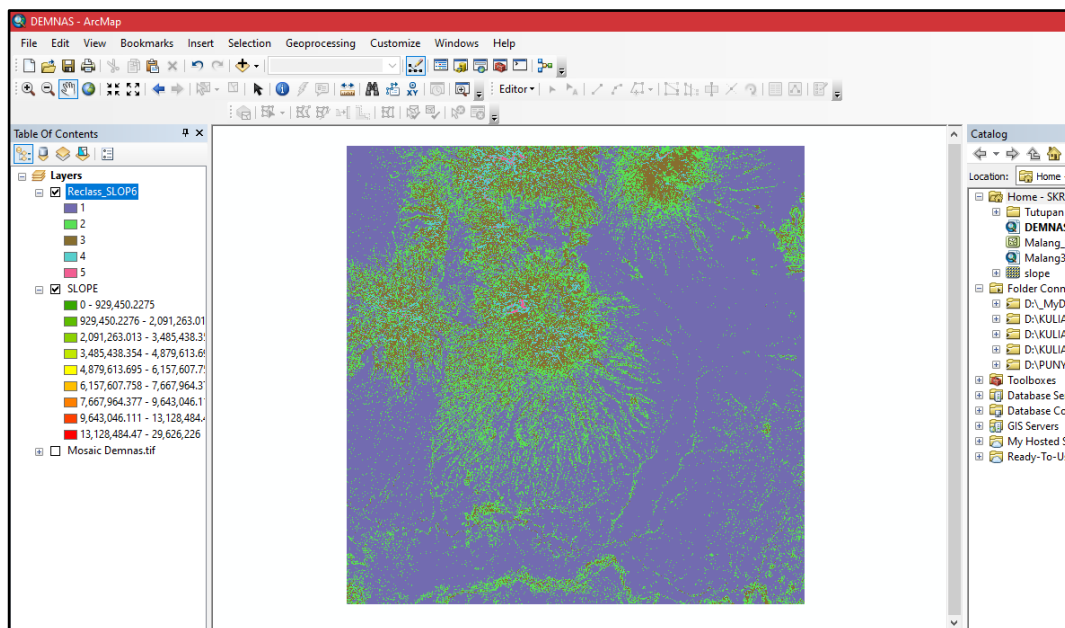 DEMNAS - ArcMap
File Edit View Bookmarks Insert Selection Geoprocessing Customize Windows Help
Editor
Table Of Contents
Layers
Reclass_SLOP6
1
2
3
4
5
SLOPE
0 - 929,450.2275
929,450.2276 - 2,091,263.01
2,091,263.013 - 3,485,438.3
3,485,438.354 - 4,879,613.6
4,879,613.695 - 6,157,607.7
6,157,607.758 - 7,667,964.3
7,667,964.377 - 9,643,046.1
9,643,046.111 - 13,128,484.
13,128,484.47 - 29,626,226
Mosaic Demnas.tif
Catalog
Location: Home -
Home - SKR
Tutupan
DEMNAS
Malang_
Malang3
slope
Folder Conn
D:\_MyD
D:\KULIA
D:\KULIA
D:\KULIA
D:\PUNY
Toolboxes
Database Se
Database Co
GIS Servers
My Hosted S
Ready-To-U